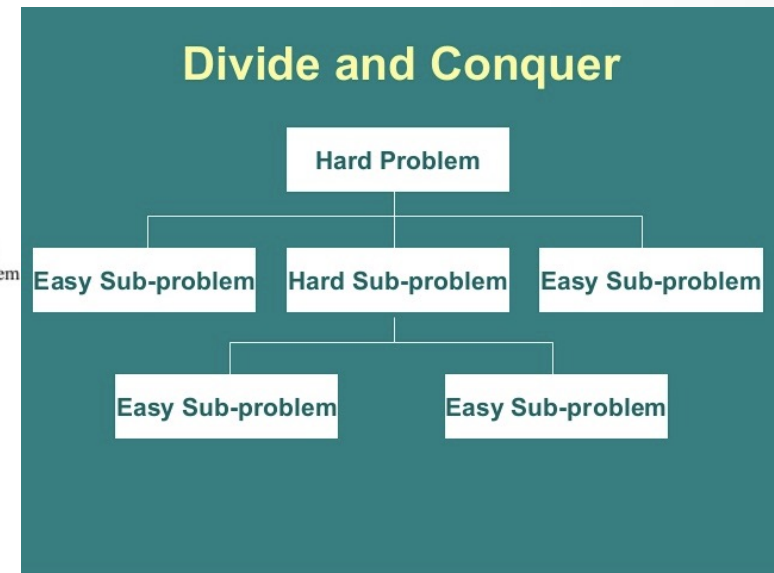 Divide and Conquer
Hard Problem
Easy Sub-problem Hard Sub-problem Easy Sub-problem
Easy Sub-problem Easy Sub-problem